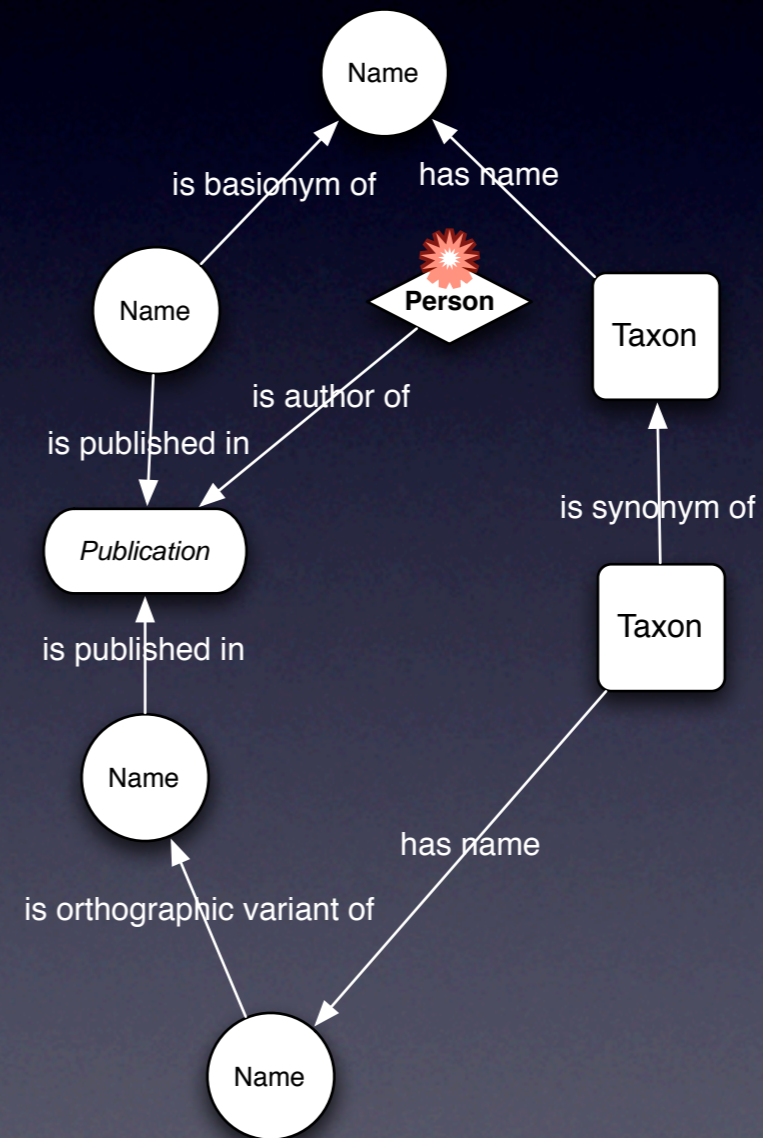 Name
has name
is basionym of
Person
Name
Taxon
is author of
is published in
is synonym of
Publication
Taxon
is published in
Name
has name
is orthographic variant of
Name